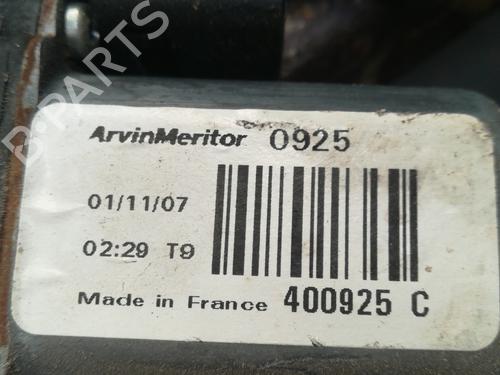 ArvinMeritor 0925
01/11/07
02:29 T9
Made in France 400925 C
B-PARTS